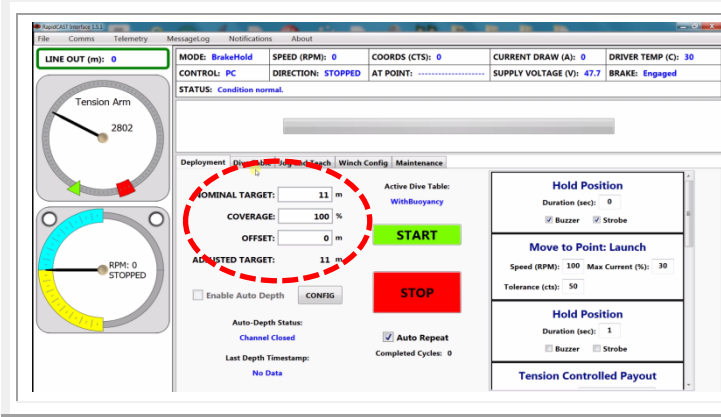 RapidCAST Interface 1.5.1
File Comms Telemetry MessageLog Notifications About
LINE OUT (m): 0
MODE: BrakeHold SPEED (RPM): 0 COORDS (CTS): 0 CURRENT DRAW (A): 0 DRIVER TEMP (C): 30
CONTROL: PC DIRECTION: STOPPED AT POINT: -------------------- SUPPLY VOLTAGE (V): 47.7 BRAKE: Engaged
STATUS: Condition normal.
Tension Arm
2802
RPM: 0
STOPPED
Deployment Dive Table Jog and Teach Winch Config Maintenance
NOMINAL TARGET: 11 m
COVERAGE: 100 %
OFFSET: 0 m
ADJUSTED TARGET: 11 m
Enable Auto Depth CONFIG
Auto-Depth Status:
Channel Closed
Last Depth Timestamp:
No Data
Active Dive Table:
WithBuoyancy
START
STOP
Auto Repeat
Completed Cycles: 0
Hold Position
Duration (sec): 0
Buzzer Strobe
Move to Point: Launch
Speed (RPM): 100 Max Current (%): 30
Tolerance (cts): 50
Hold Position
Duration (sec): 1
Buzzer Strobe
Tension Controlled Payout